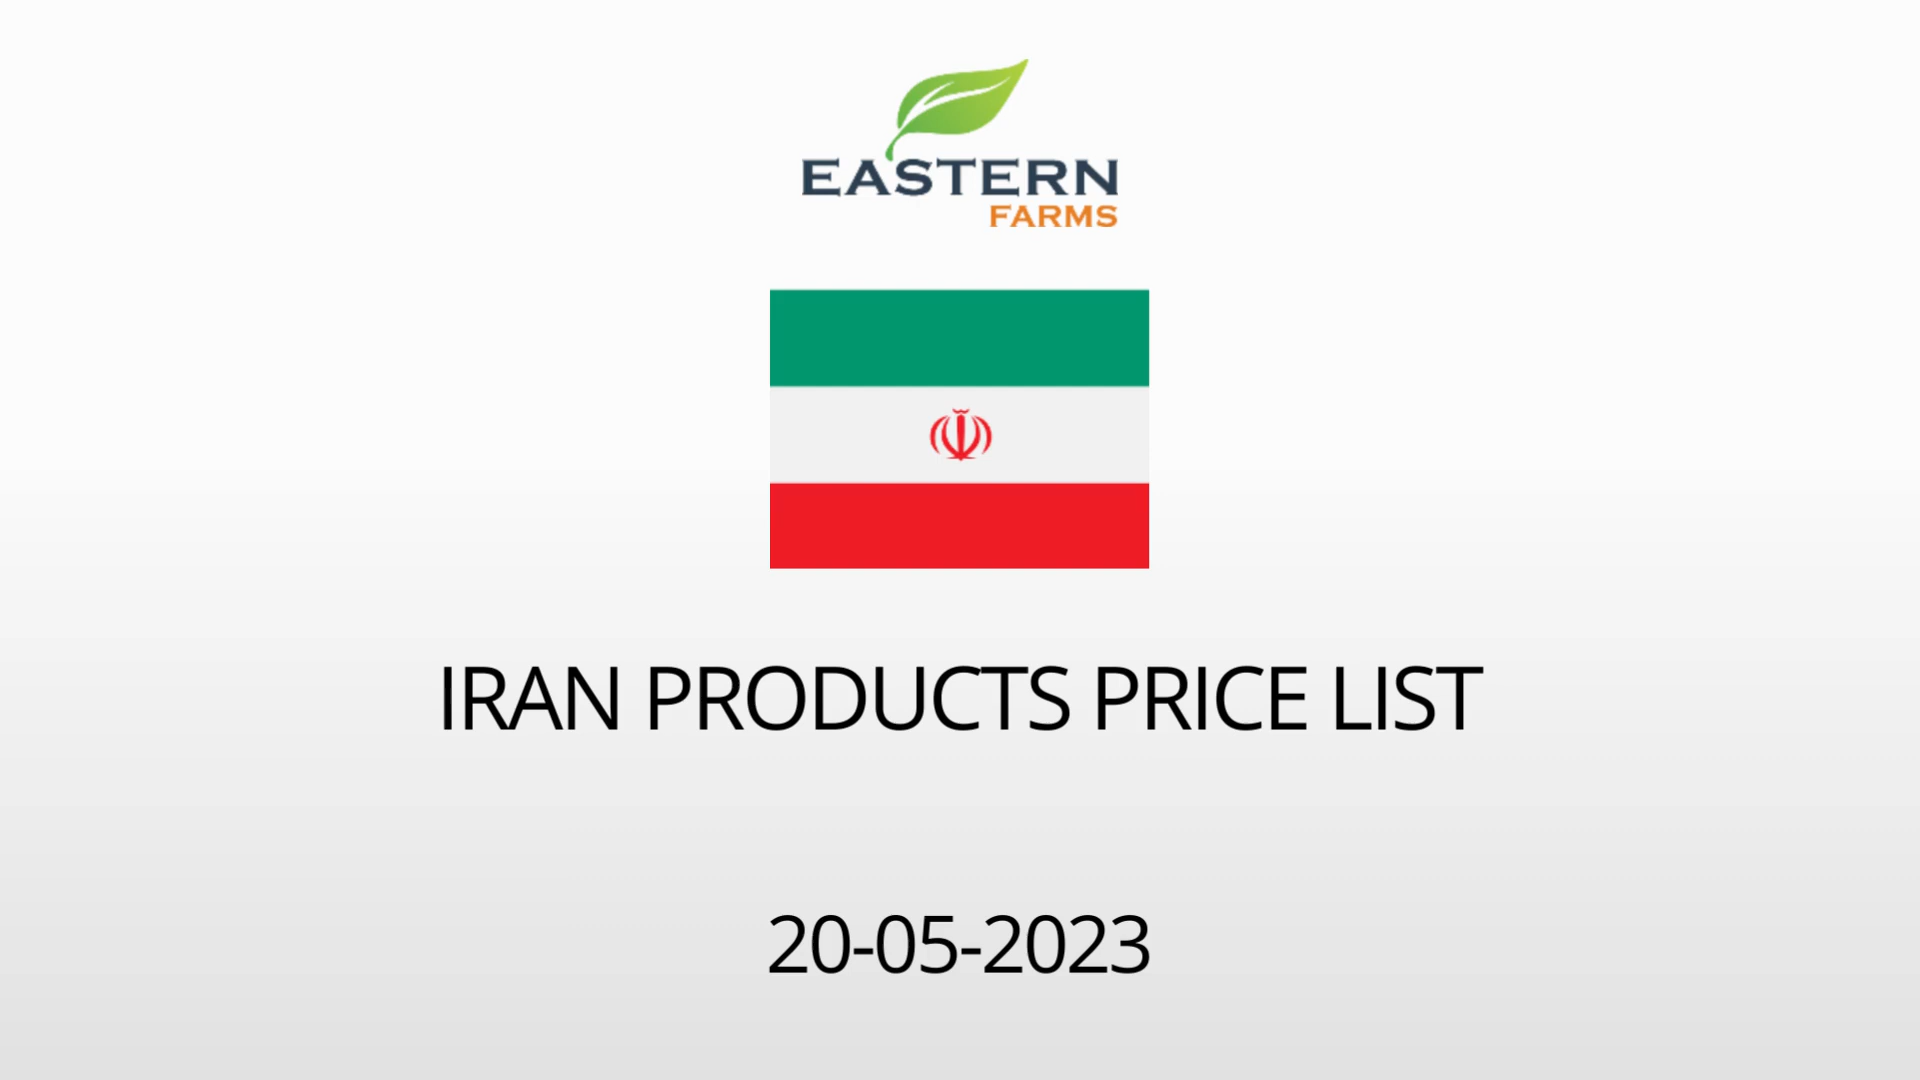 EASTERN
FARMS
IRAN PRODUCTS PRICE LIST
20-05-2023